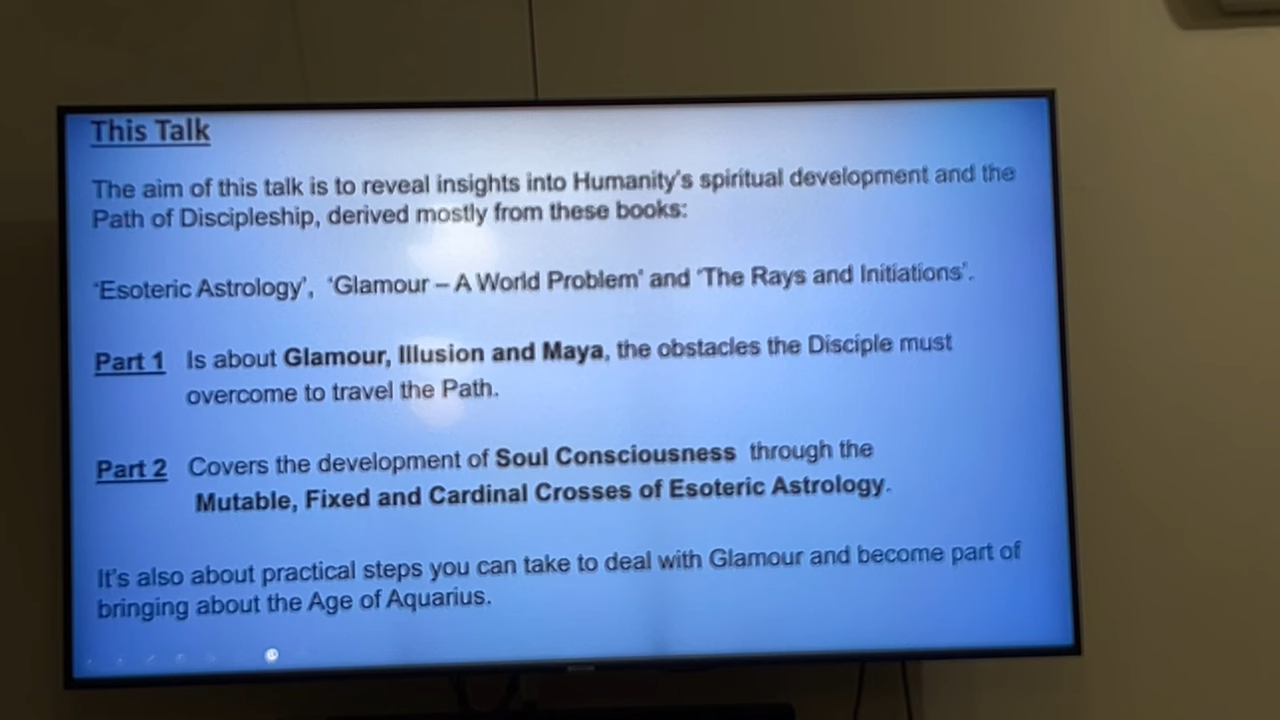 This Talk
The aim of this talk is to reveal insights into Humanity's spiritual development and the
Path of Discipleship, derived mostly from these books:
'Esoteric Astrology', 'Glamour – A World Problem' and 'The Rays and Initiations'.
Part 1 Is about Glamour, Illusion and Maya, the obstacles the Disciple must
overcome to travel the Path.
Part 2 Covers the development of Soul Consciousness through the
Mutable, Fixed and Cardinal Crosses of Esoteric Astrology.
It's also about practical steps you can take to deal with Glamour and become part of
bringing about the Age of Aquarius.